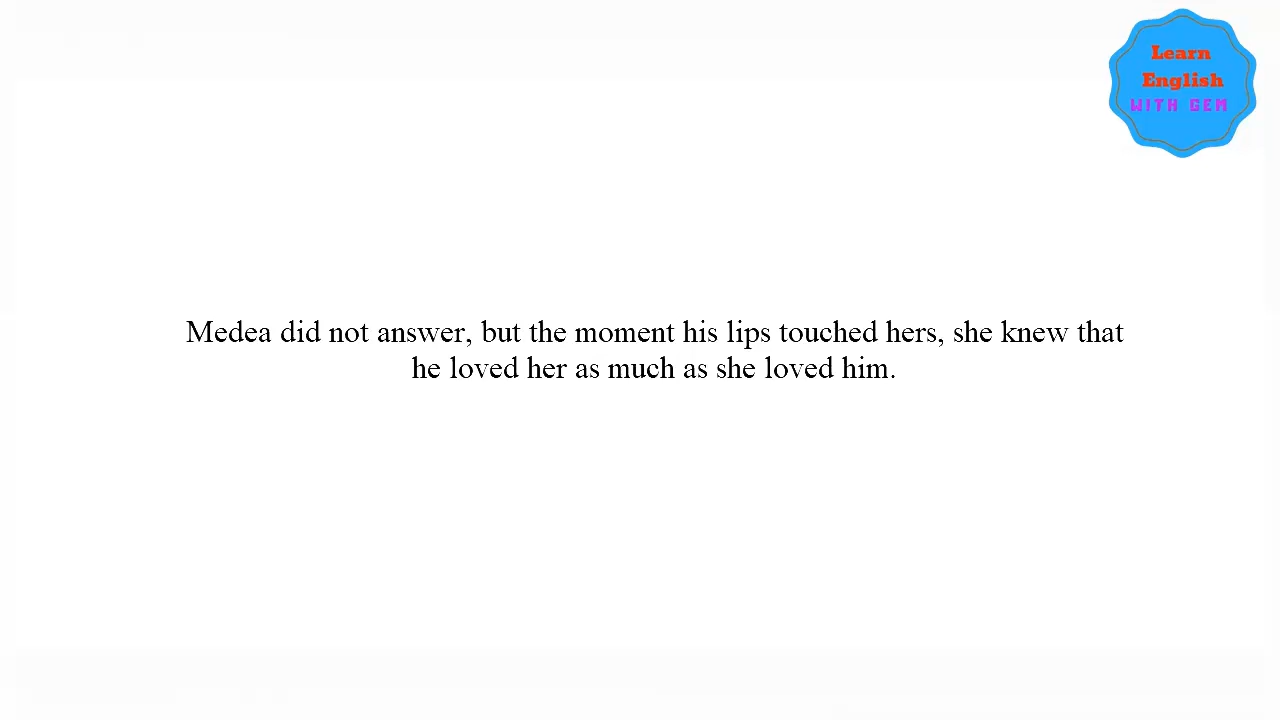 Learn
English
WITH GEM
Medea did not answer, but the moment his lips touched hers, she knew that
he loved her as much as she loved him.